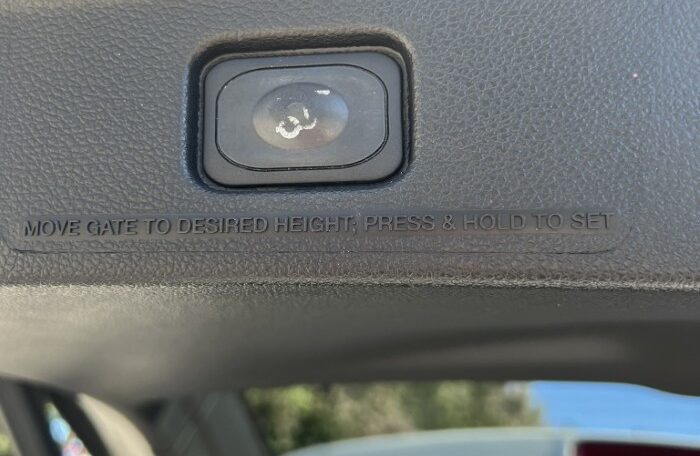 MOVE GATE TO DESIRED HEIGHT; PRESS & HOLD TO SET